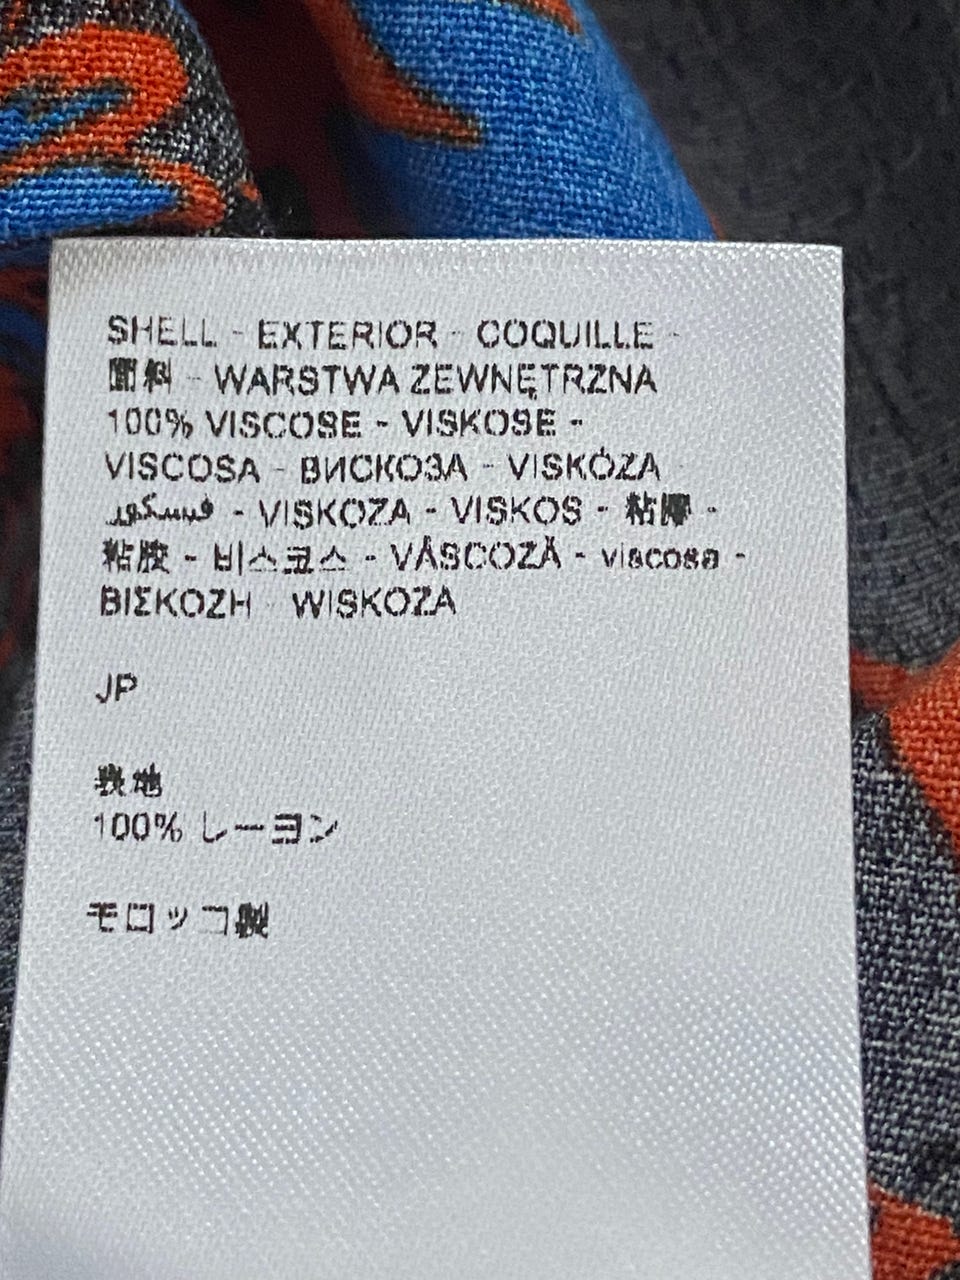 SHELL - EXTERIOR - COQUILLE -
面料 - WARSTWA ZEWNĘTRZNA
100% VISCOSE - VISKOSE -
VISCOSA - ВИСКОЗА - VISKÓZA
فيسكوز - VISKOZA - VISKOS - 粘膠 -
粘胶 - 비스코스 - VÂSCOZĂ - viscosa -
ΒΙΣΚΟΖΗ WISKOZA
JP
表地
100% レーヨン
モロッコ製